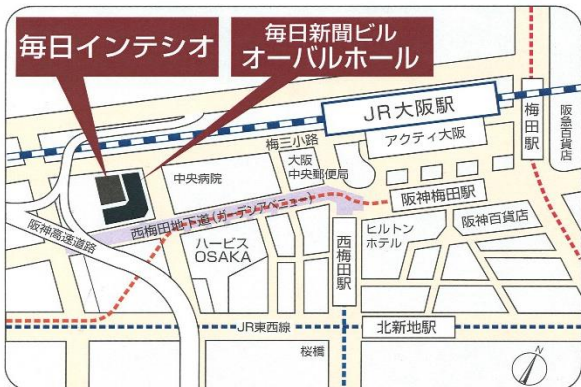 毎日インテシオ
毎日新聞ビル
オーバルホール
JR大阪駅
梅田駅
阪急百貨店
アクティ大阪
梅三小路
大阪
中央郵便局
中央病院
阪神梅田駅
西梅田地下道(ガーデンアベニュー)
阪神高速道路
ハービス
OSAKA
西梅田駅
ヒルトン
ホテル
阪神百貨店
JR東西線
北新地駅
桜橋
N